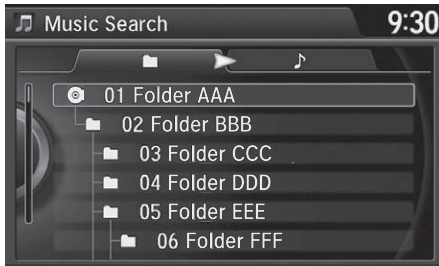 Music Search
9:30
01 Folder AAA
02 Folder BBB
03 Folder CCC
04 Folder DDD
05 Folder EEE
06 Folder FFF